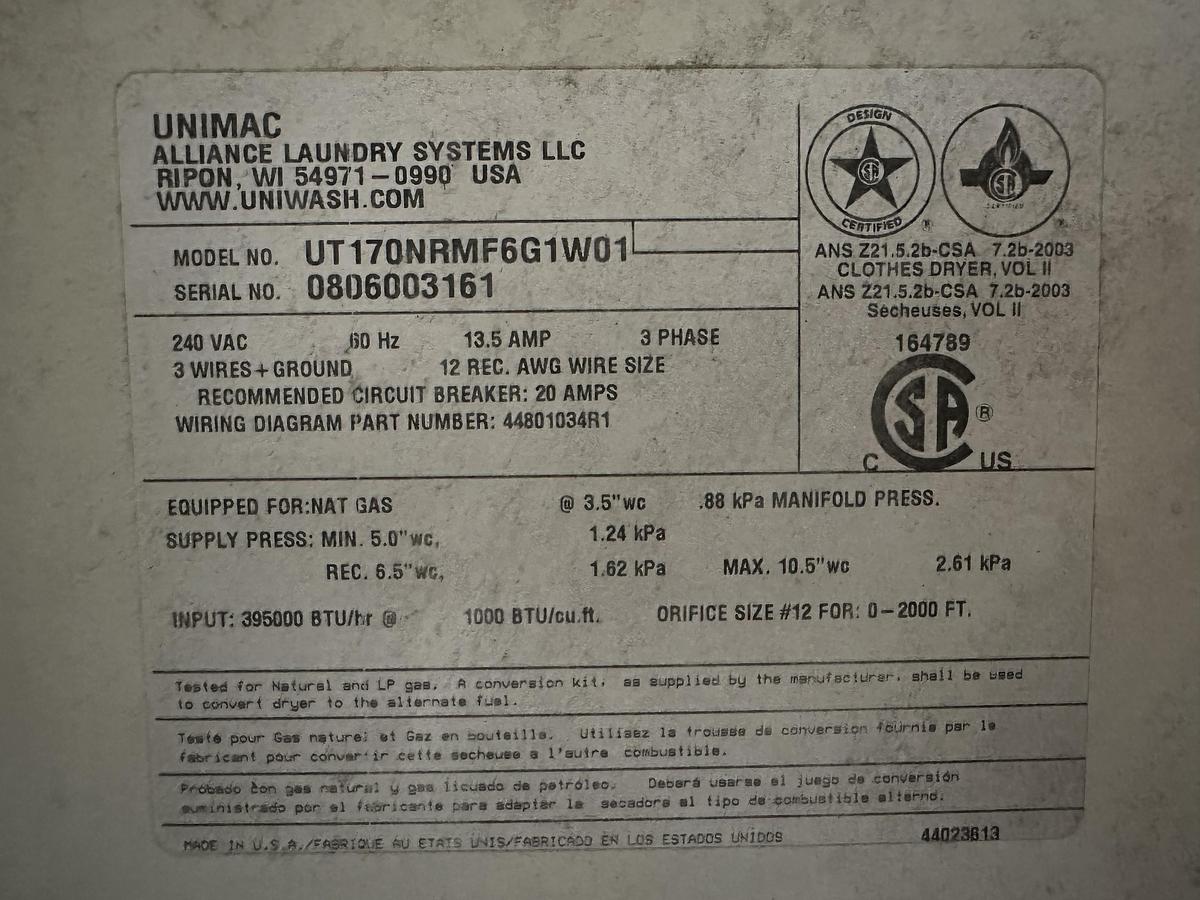 UNIMAC
ALLIANCE LAUNDRY SYSTEMS LLC
RIPON, WI 54971-0990 USA
WWW.UNIWASH.COM
MODEL NO. UT170NRMF6G1W01
SERIAL NO. 0806003161
240 VAC 60 Hz 13.5 AMP 3 PHASE
3 WIRES + GROUND 12 REC. AWG WIRE SIZE
RECOMMENDED CIRCUIT BREAKER: 20 AMPS
WIRING DIAGRAM PART NUMBER: 44801034R1
DESIGN
CERTIFIED ®
ANS Z21.5.2b-CSA 7.2b-2003
CLOTHES DRYER, VOL II
ANS Z21.5.2b-CSA 7.2b-2003
Secheuses, VOL II
164789
CSA ®
C US
EQUIPPED FOR:NAT GAS @ 3.5"wc .88 kPa MANIFOLD PRESS.
SUPPLY PRESS: MIN. 5.0"wc, 1.24 kPa
REC. 6.5"wc, 1.62 kPa MAX. 10.5"wc 2.61 kPa
INPUT: 395000 BTU/hr @ 1000 BTU/cu.ft. ORIFICE SIZE #12 FOR: 0-2000 FT.
Tested for Natural and LP gas. A conversion kit, as supplied by the manufacturer, shall be used
to convert dryer to the alternate fuel.
Testé pour Gas naturel et Gaz en bouteille. Utilisez la trousse de conversion fournie par le
fabricant pour convertir cette secheuse a l'autre combustible.
Probado con gas natural y gas licuado de petróleo. Deberá usarse el juego de conversión
suministrado por el fabricante para adaptar la secadora al tipo de combustible alterno.
MADE IN U.S.A./FABRIQUE AU ETATS UNIS/FABRICADO EN LOS ESTADOS UNIDOS 44023613